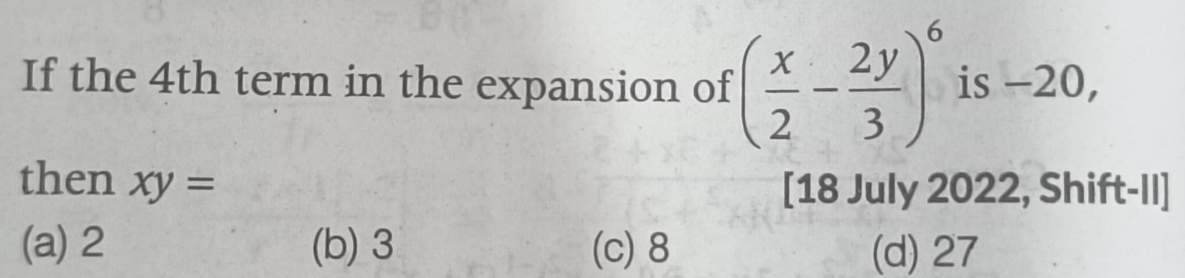 If the 4th term in the expansion of (x/2 − 2y/3)^6 is −20,
then xy =
[18 July 2022, Shift-II]
(a) 2 (b) 3 (c) 8 (d) 27